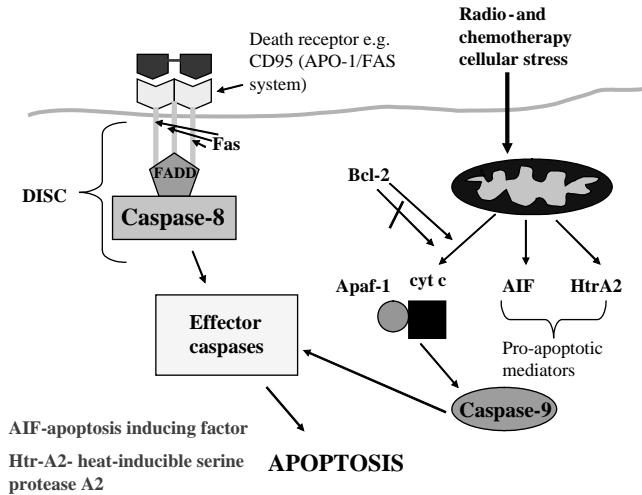 Death receptor e.g.
CD95 (APO-1/FAS
system)
Radio-and
chemotherapy
cellular stress
Fas
FADD
DISC
Caspase-8
Bcl-2
Apaf-1
cyt c
AIF
HtrA2
Effector
caspases
Pro-apoptotic
mediators
Caspase-9
AIF-apoptosis inducing factor
Htr-A2- heat-inducible serine
protease A2
APOPTOSIS